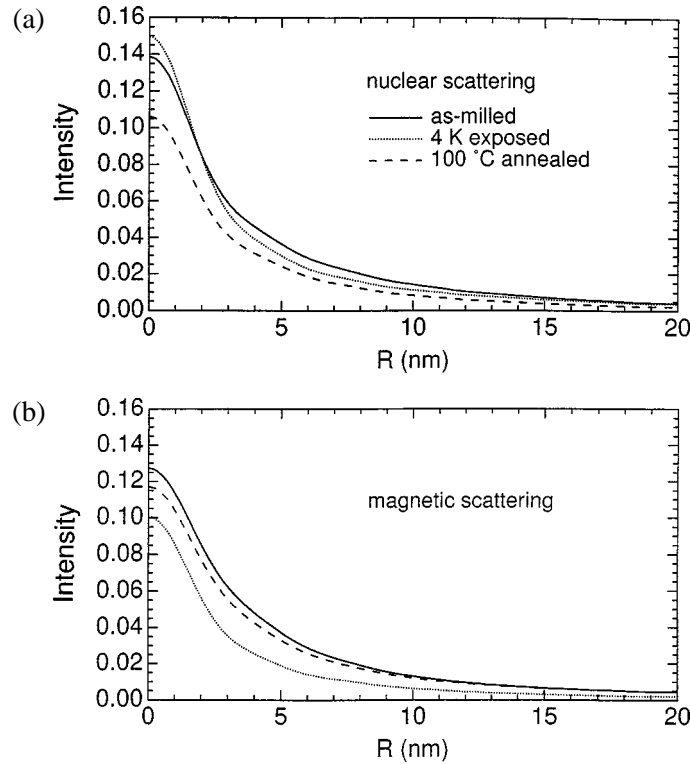 (a)
0.16
0.14
0.12
0.10
0.08
0.06
0.04
0.02
0.00
Intensity
nuclear scattering
as-milled
4 K exposed
100 ˚C annealed
0 5 10 15 20
R (nm)
(b)
0.16
0.14
0.12
0.10
0.08
0.06
0.04
0.02
0.00
Intensity
magnetic scattering
0 5 10 15 20
R (nm)